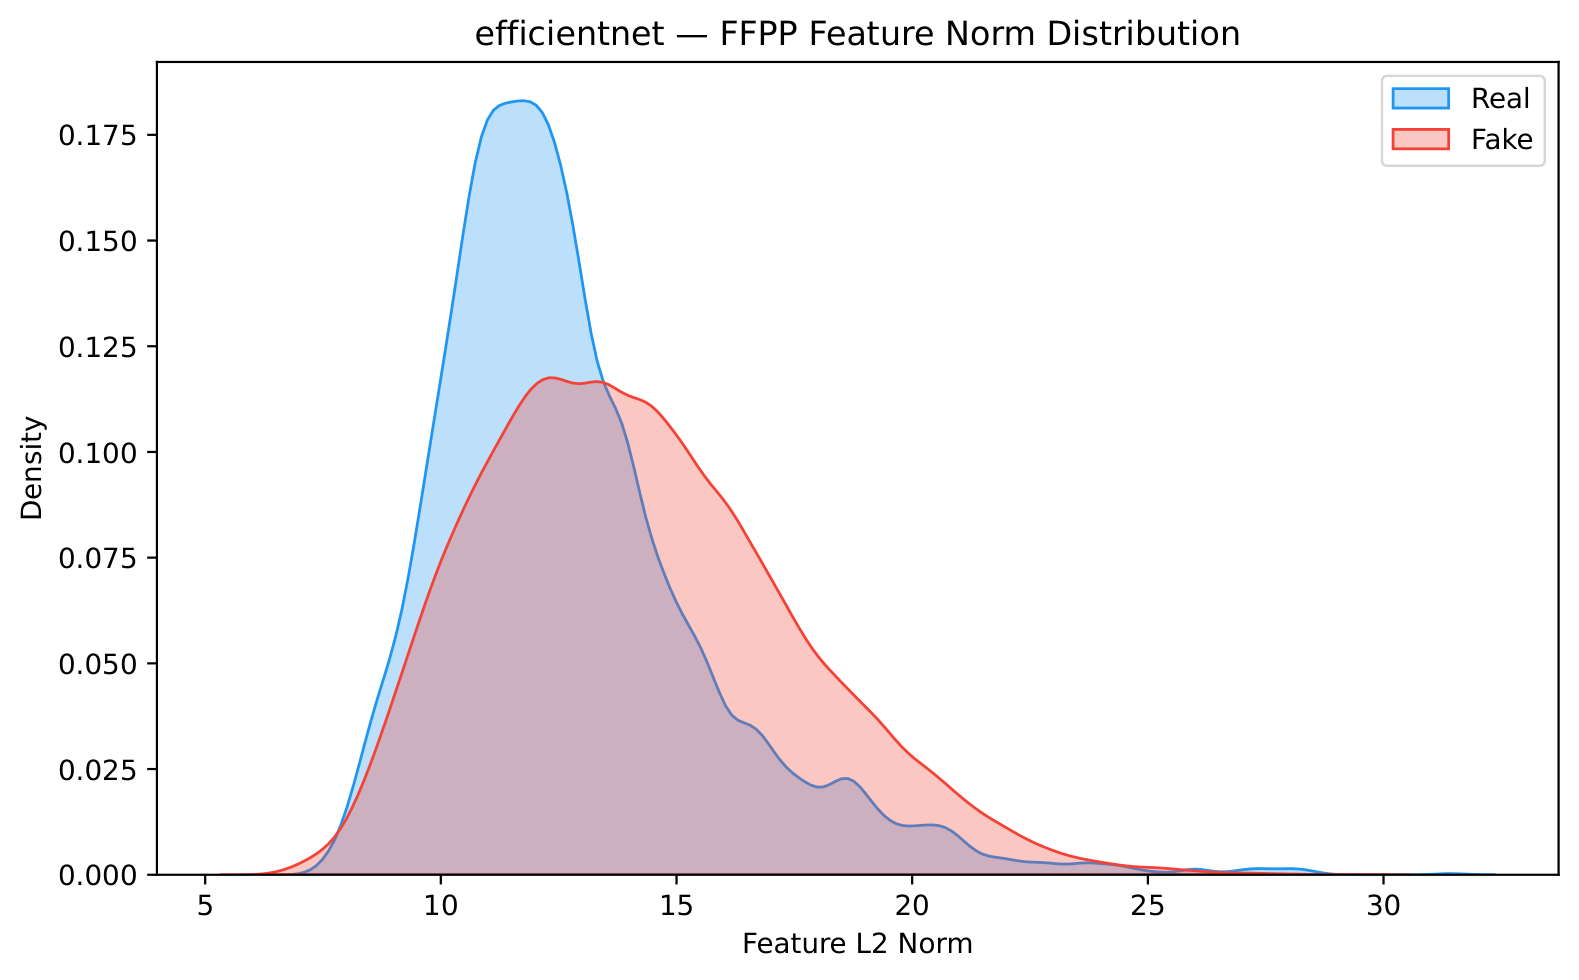 efficientnet — FFPP Feature Norm Distribution
Real
Fake
Density
0.175
0.150
0.125
0.100
0.075
0.050
0.025
0.000
5 10 15 20 25 30
Feature L2 Norm